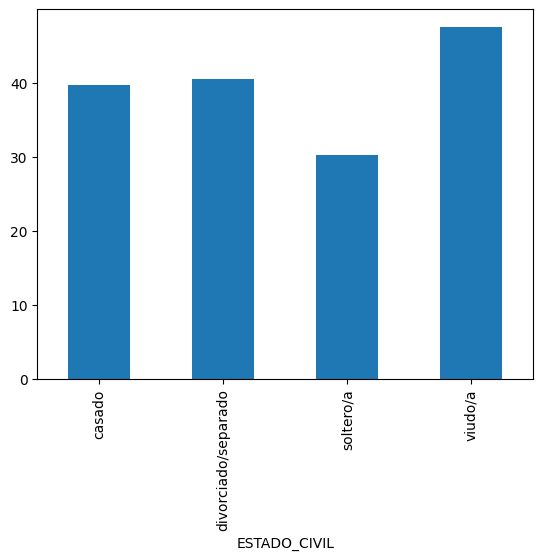 40
30
20
10
0
casado
divorciado/separado
soltero/a
viudo/a
ESTADO_CIVIL